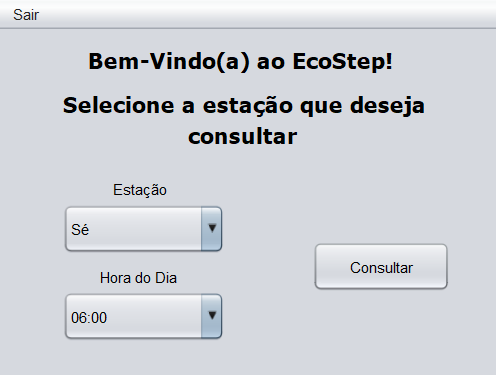 Sair
Bem-Vindo(a) ao EcoStep!
Selecione a estação que deseja
consultar
Estação
Sé
Hora do Dia
06:00
Consultar